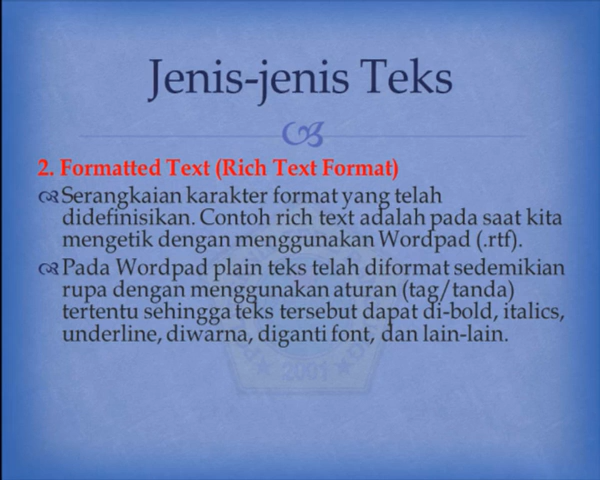 Jenis-jenis Teks
2. Formatted Text (Rich Text Format)
Serangkaian karakter format yang telah
didefinisikan. Contoh rich text adalah pada saat kita
mengetik dengan menggunakan Wordpad (.rtf).
Pada Wordpad plain teks telah diformat sedemikian
rupa dengan menggunakan aturan (tag/tanda)
tertentu sehingga teks tersebut dapat di-bold, italics,
underline, diwarna, diganti font, dan lain-lain.
2001